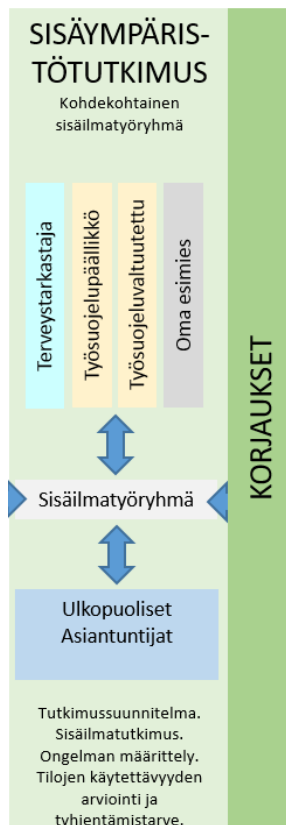 SISÄYMPÄRIS-
TÖTUTKIMUS
Kohdekohtainen
sisäilmatyöryhmä
Terveystarkastaja
Työsuojelupäällikkö
Työsuojeluvaltuutettu
Oma esimies
Sisäilmatyöryhmä
Ulkopuoliset
Asiantuntijat
Tutkimussuunnitelma.
Sisäilmatutkimus.
Ongelman määrittely.
Tilojen käytettävyyden
arviointi ja
tyhjentämistarve.
KORJAUKSET